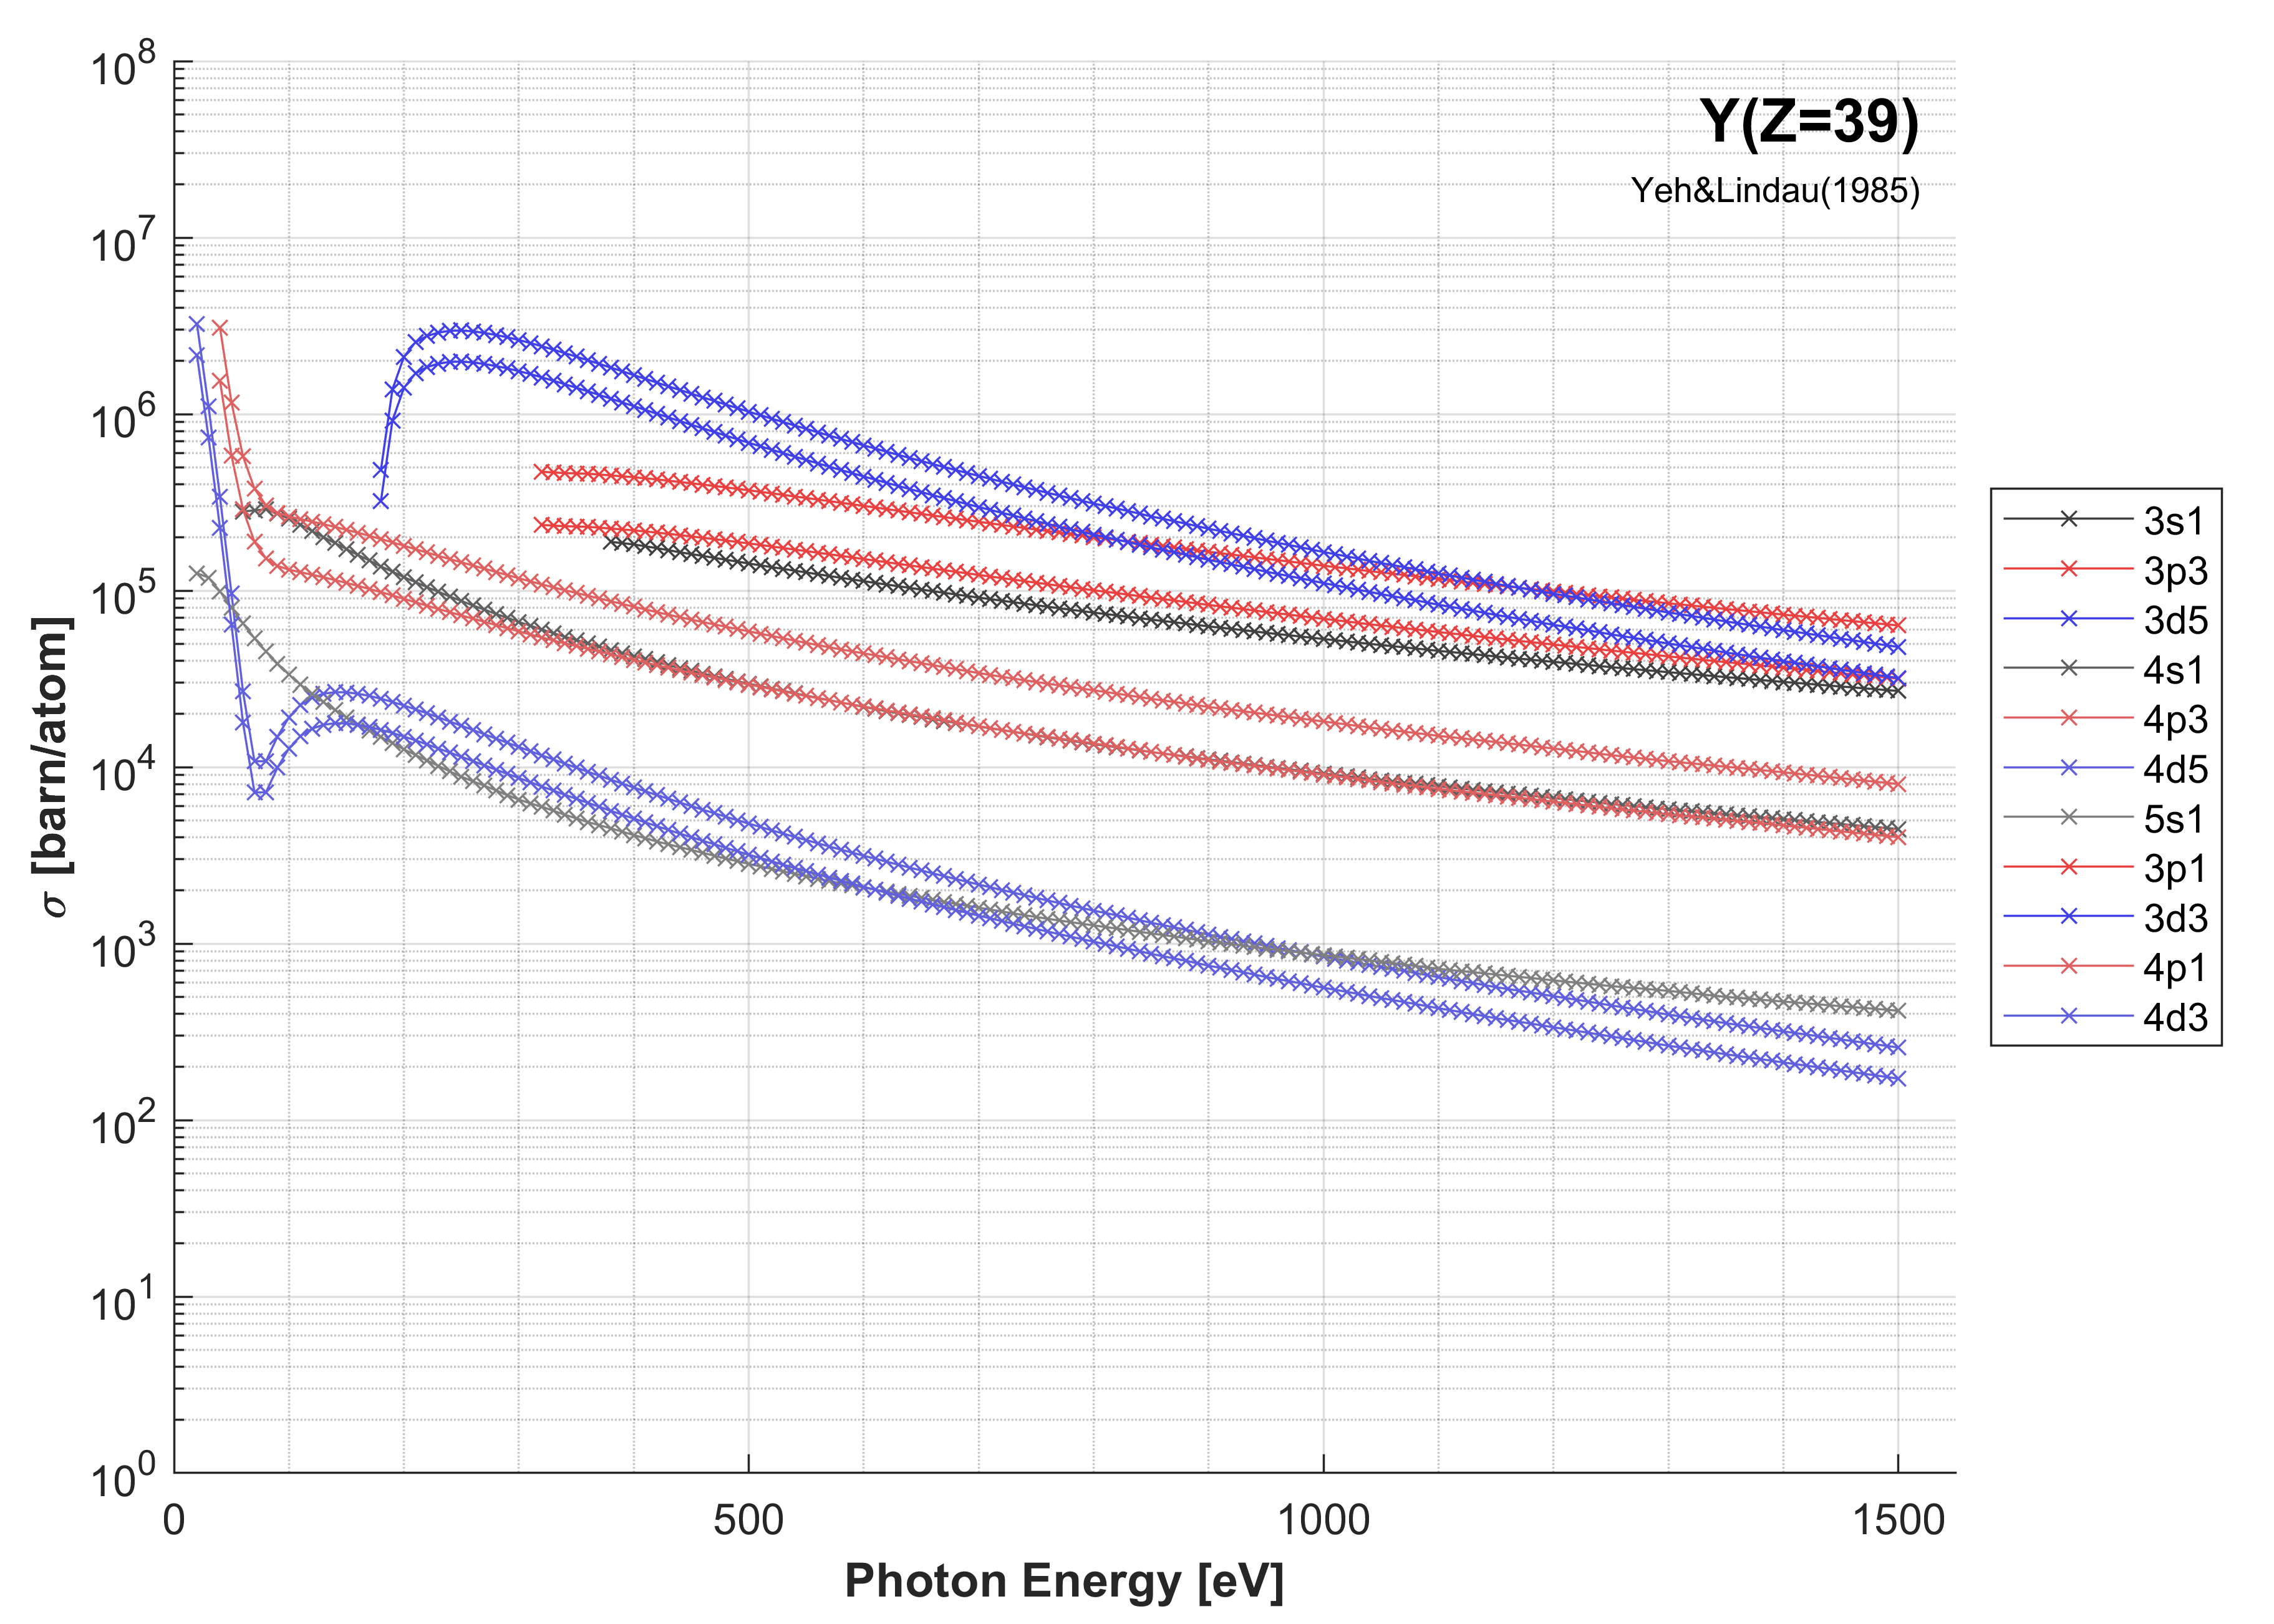 Y(Z=39)
Yeh&Lindau(1985)
σ [barn/atom]
10^8
10^7
10^6
10^5
10^4
10^3
10^2
10^1
10^0
0 500 1000 1500
Photon Energy [eV]
3s1
3p3
3d5
4s1
4p3
4d5
5s1
3p1
3d3
4p1
4d3